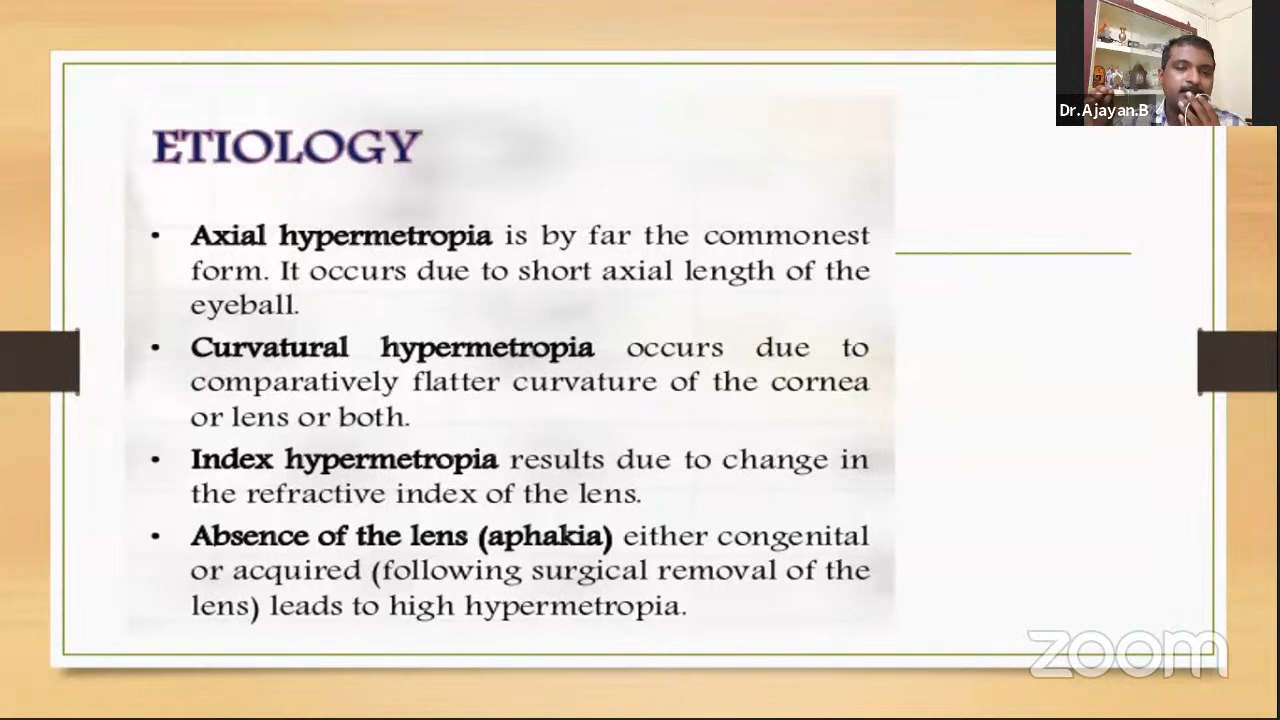 Dr.Ajayan.B
ETIOLOGY
• Axial hypermetropia is by far the commonest
form. It occurs due to short axial length of the
eyeball.
• Curvatural hypermetropia occurs due to
comparatively flatter curvature of the cornea
or lens or both.
• Index hypermetropia results due to change in
the refractive index of the lens.
• Absence of the lens (aphakia) either congenital
or acquired (following surgical removal of the
lens) leads to high hypermetropia.
zoom